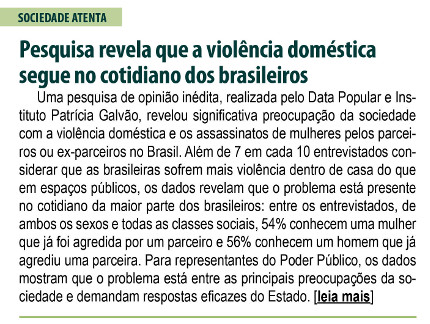 SOCIEDADE ATENTA
Pesquisa revela que a violência doméstica
segue no cotidiano dos brasileiros
Uma pesquisa de opinião inédita, realizada pelo Data Popular e Ins-
tituto Patrícia Galvão, revelou significativa preocupação da sociedade
com a violência doméstica e os assassinatos de mulheres pelos parcei-
ros ou ex-parceiros no Brasil. Além de 7 em cada 10 entrevistados con-
siderar que as brasileiras sofrem mais violência dentro de casa do que
em espaços públicos, os dados revelam que o problema está presente
no cotidiano da maior parte dos brasileiros: entre os entrevistados, de
ambos os sexos e todas as classes sociais, 54% conhecem uma mulher
que já foi agredida por um parceiro e 56% conhecem um homem que já
agrediu uma parceira. Para representantes do Poder Público, os dados
mostram que o problema está entre as principais preocupações da so-
ciedade e demandam respostas eficazes do Estado. [leia mais]